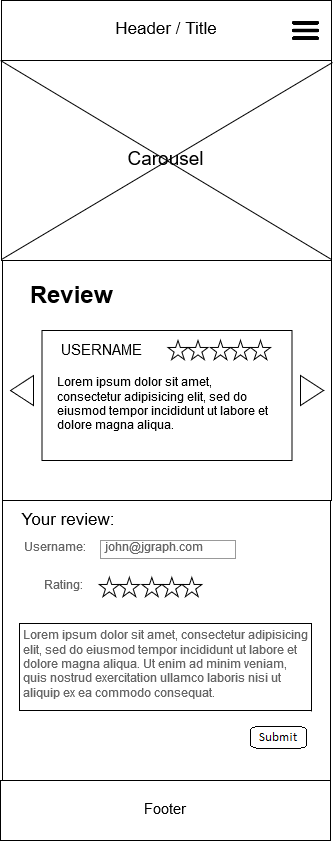 Header / Title
Carousel
Review
USERNAME
Lorem ipsum dolor sit amet,
consectetur adipisicing elit, sed do
eiusmod tempor incididunt ut labore et
dolore magna aliqua.
Your review:
Username: john@jgraph.com
Rating:
Lorem ipsum dolor sit amet, consectetur adipisicing
elit, sed do eiusmod tempor incididunt ut labore et
dolore magna aliqua. Ut enim ad minim veniam,
quis nostrud exercitation ullamco laboris nisi ut
aliquip ex ea commodo consequat.
Submit
Footer